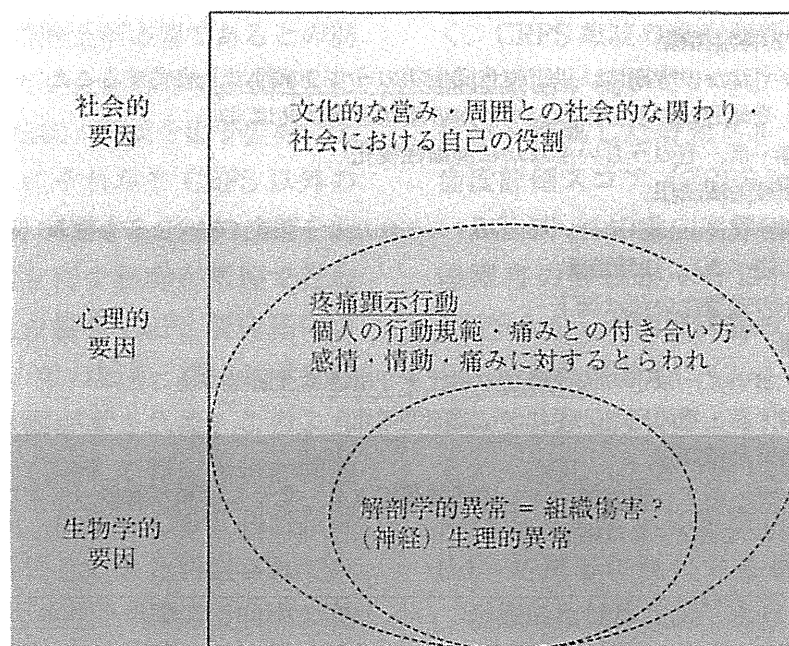 社会的
要因
文化的な営み・周囲との社会的な関わり・
社会における自己の役割
心理的
要因
疼痛顕示行動
個人の行動規範・痛みとの付き合い方・
感情・情動・痛みに対するとらわれ
生物学的
要因
解剖学的異常 = 組織傷害?
(神経)生理的異常